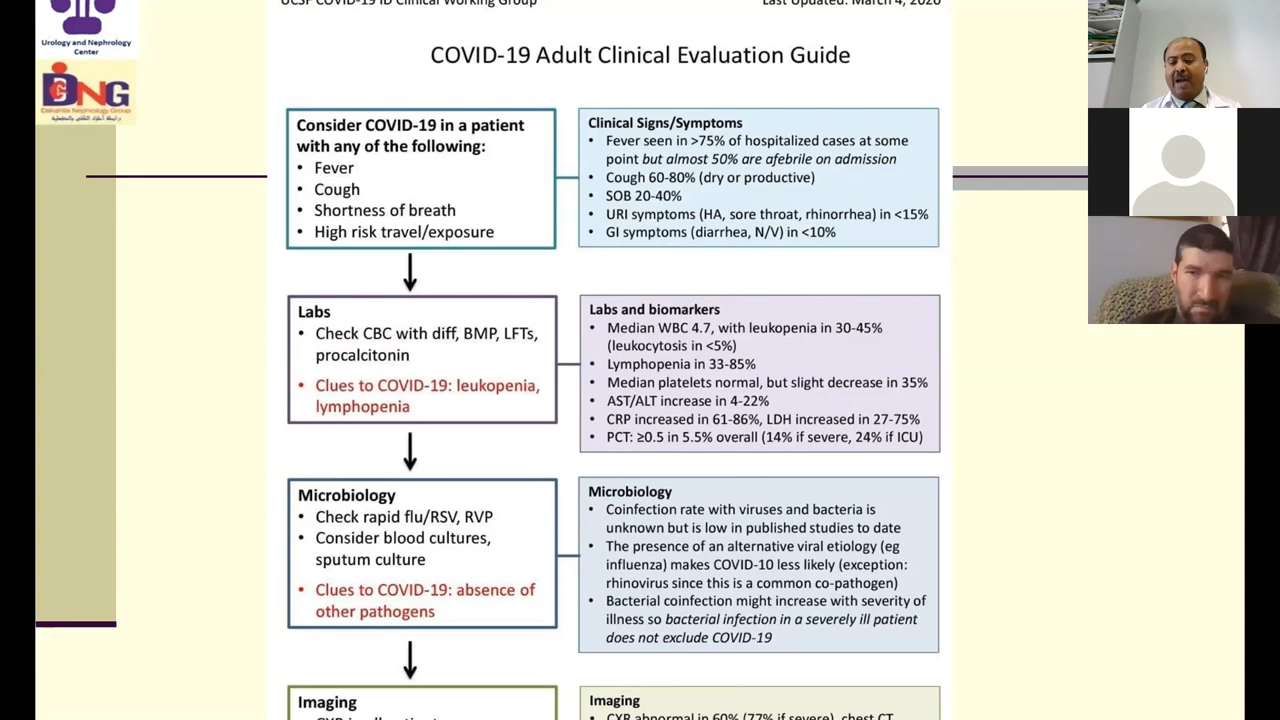 UCSF COVID-19 ID Clinical Working Group
Last Updated: March 4, 2020
Urology and Nephrology
Center
DNG
COVID-19 Adult Clinical Evaluation Guide
Consider COVID-19 in a patient
with any of the following:
• Fever
• Cough
• Shortness of breath
• High risk travel/exposure
Clinical Signs/Symptoms
• Fever seen in >75% of hospitalized cases at some
point but almost 50% are afebrile on admission
• Cough 60-80% (dry or productive)
• SOB 20-40%
• URI symptoms (HA, sore throat, rhinorrhea) in <15%
• GI symptoms (diarrhea, N/V) in <10%
Labs
• Check CBC with diff, BMP, LFTs,
procalcitonin
• Clues to COVID-19: leukopenia,
lymphopenia
Labs and biomarkers
• Median WBC 4.7, with leukopenia in 30-45%
(leukocytosis in <5%)
• Lymphopenia in 33-85%
• Median platelets normal, but slight decrease in 35%
• AST/ALT increase in 4-22%
• CRP increased in 61-86%, LDH increased in 27-75%
• PCT: ≥0.5 in 5.5% overall (14% if severe, 24% if ICU)
Microbiology
• Check rapid flu/RSV, RVP
• Consider blood cultures,
sputum culture
• Clues to COVID-19: absence of
other pathogens
Microbiology
• Coinfection rate with viruses and bacteria is
unknown but is low in published studies to date
• The presence of an alternative viral etiology (eg
influenza) makes COVID-10 less likely (exception:
rhinovirus since this is a common co-pathogen)
• Bacterial coinfection might increase with severity of
illness so bacterial infection in a severely ill patient
does not exclude COVID-19
Imaging
Imaging
• CXR abnormal in 60% (77% if severe), chest CT